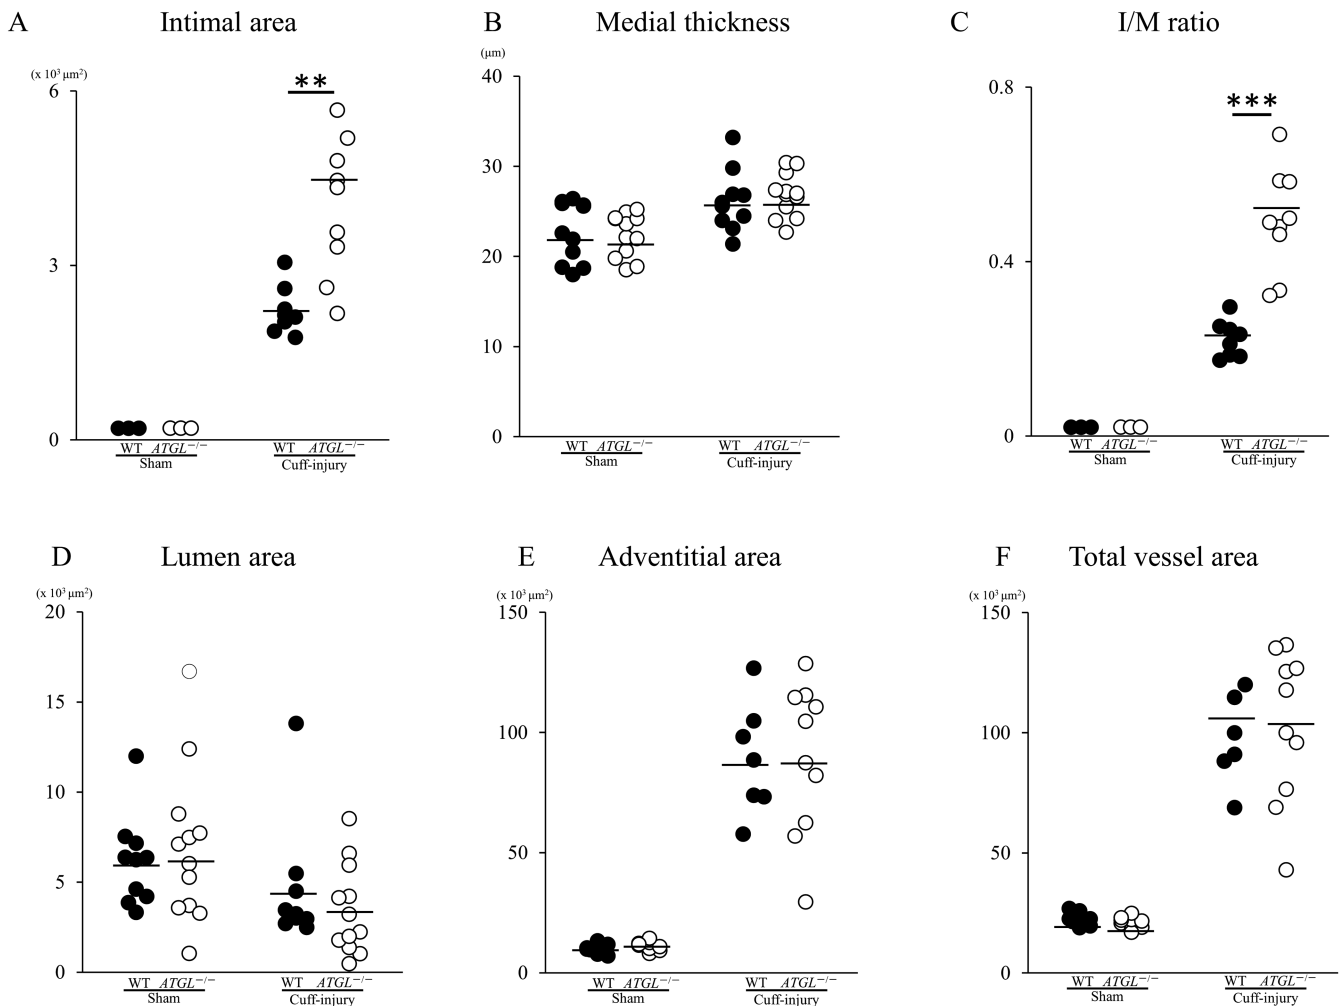 A Intimal area
(x 10³ μm²)
6
3
0
**
WT ATGL−/− WT ATGL−/−
Sham Cuff-injury
B Medial thickness
(μm)
40
30
20
10
0
WT ATGL−/− WT ATGL−/−
Sham Cuff-injury
C I/M ratio
0.8
0.4
0
***
WT ATGL−/− WT ATGL−/−
Sham Cuff-injury
D Lumen area
(x 10³ μm²)
20
15
10
5
0
WT ATGL−/− WT ATGL−/−
Sham Cuff-injury
E Adventitial area
(x 10³ μm²)
150
100
50
0
WT ATGL−/− WT ATGL−/−
Sham Cuff-injury
F Total vessel area
(x 10³ μm²)
150
100
50
0
WT ATGL−/− WT ATGL−/−
Sham Cuff-injury